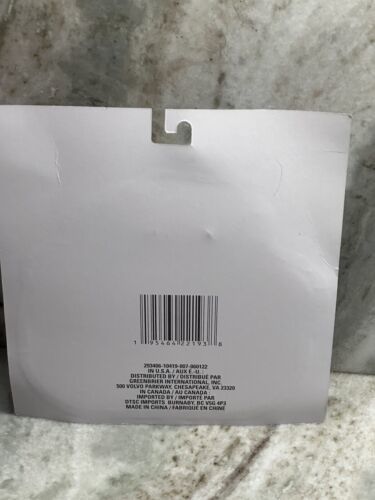 1 95464 22193 8
293406-10419-007-060122
IN U.S.A. / AUX É.-U. :
DISTRIBUTED BY / DISTRIBUÉ PAR
GREENBRIER INTERNATIONAL, INC.
500 VOLVO PARKWAY, CHESAPEAKE, VA 23320
IN CANADA / AU CANADA :
IMPORTED BY / IMPORTÉ PAR
DTSC IMPORTS BURNABY, BC V5G 4P3
MADE IN CHINA / FABRIQUÉ EN CHINE